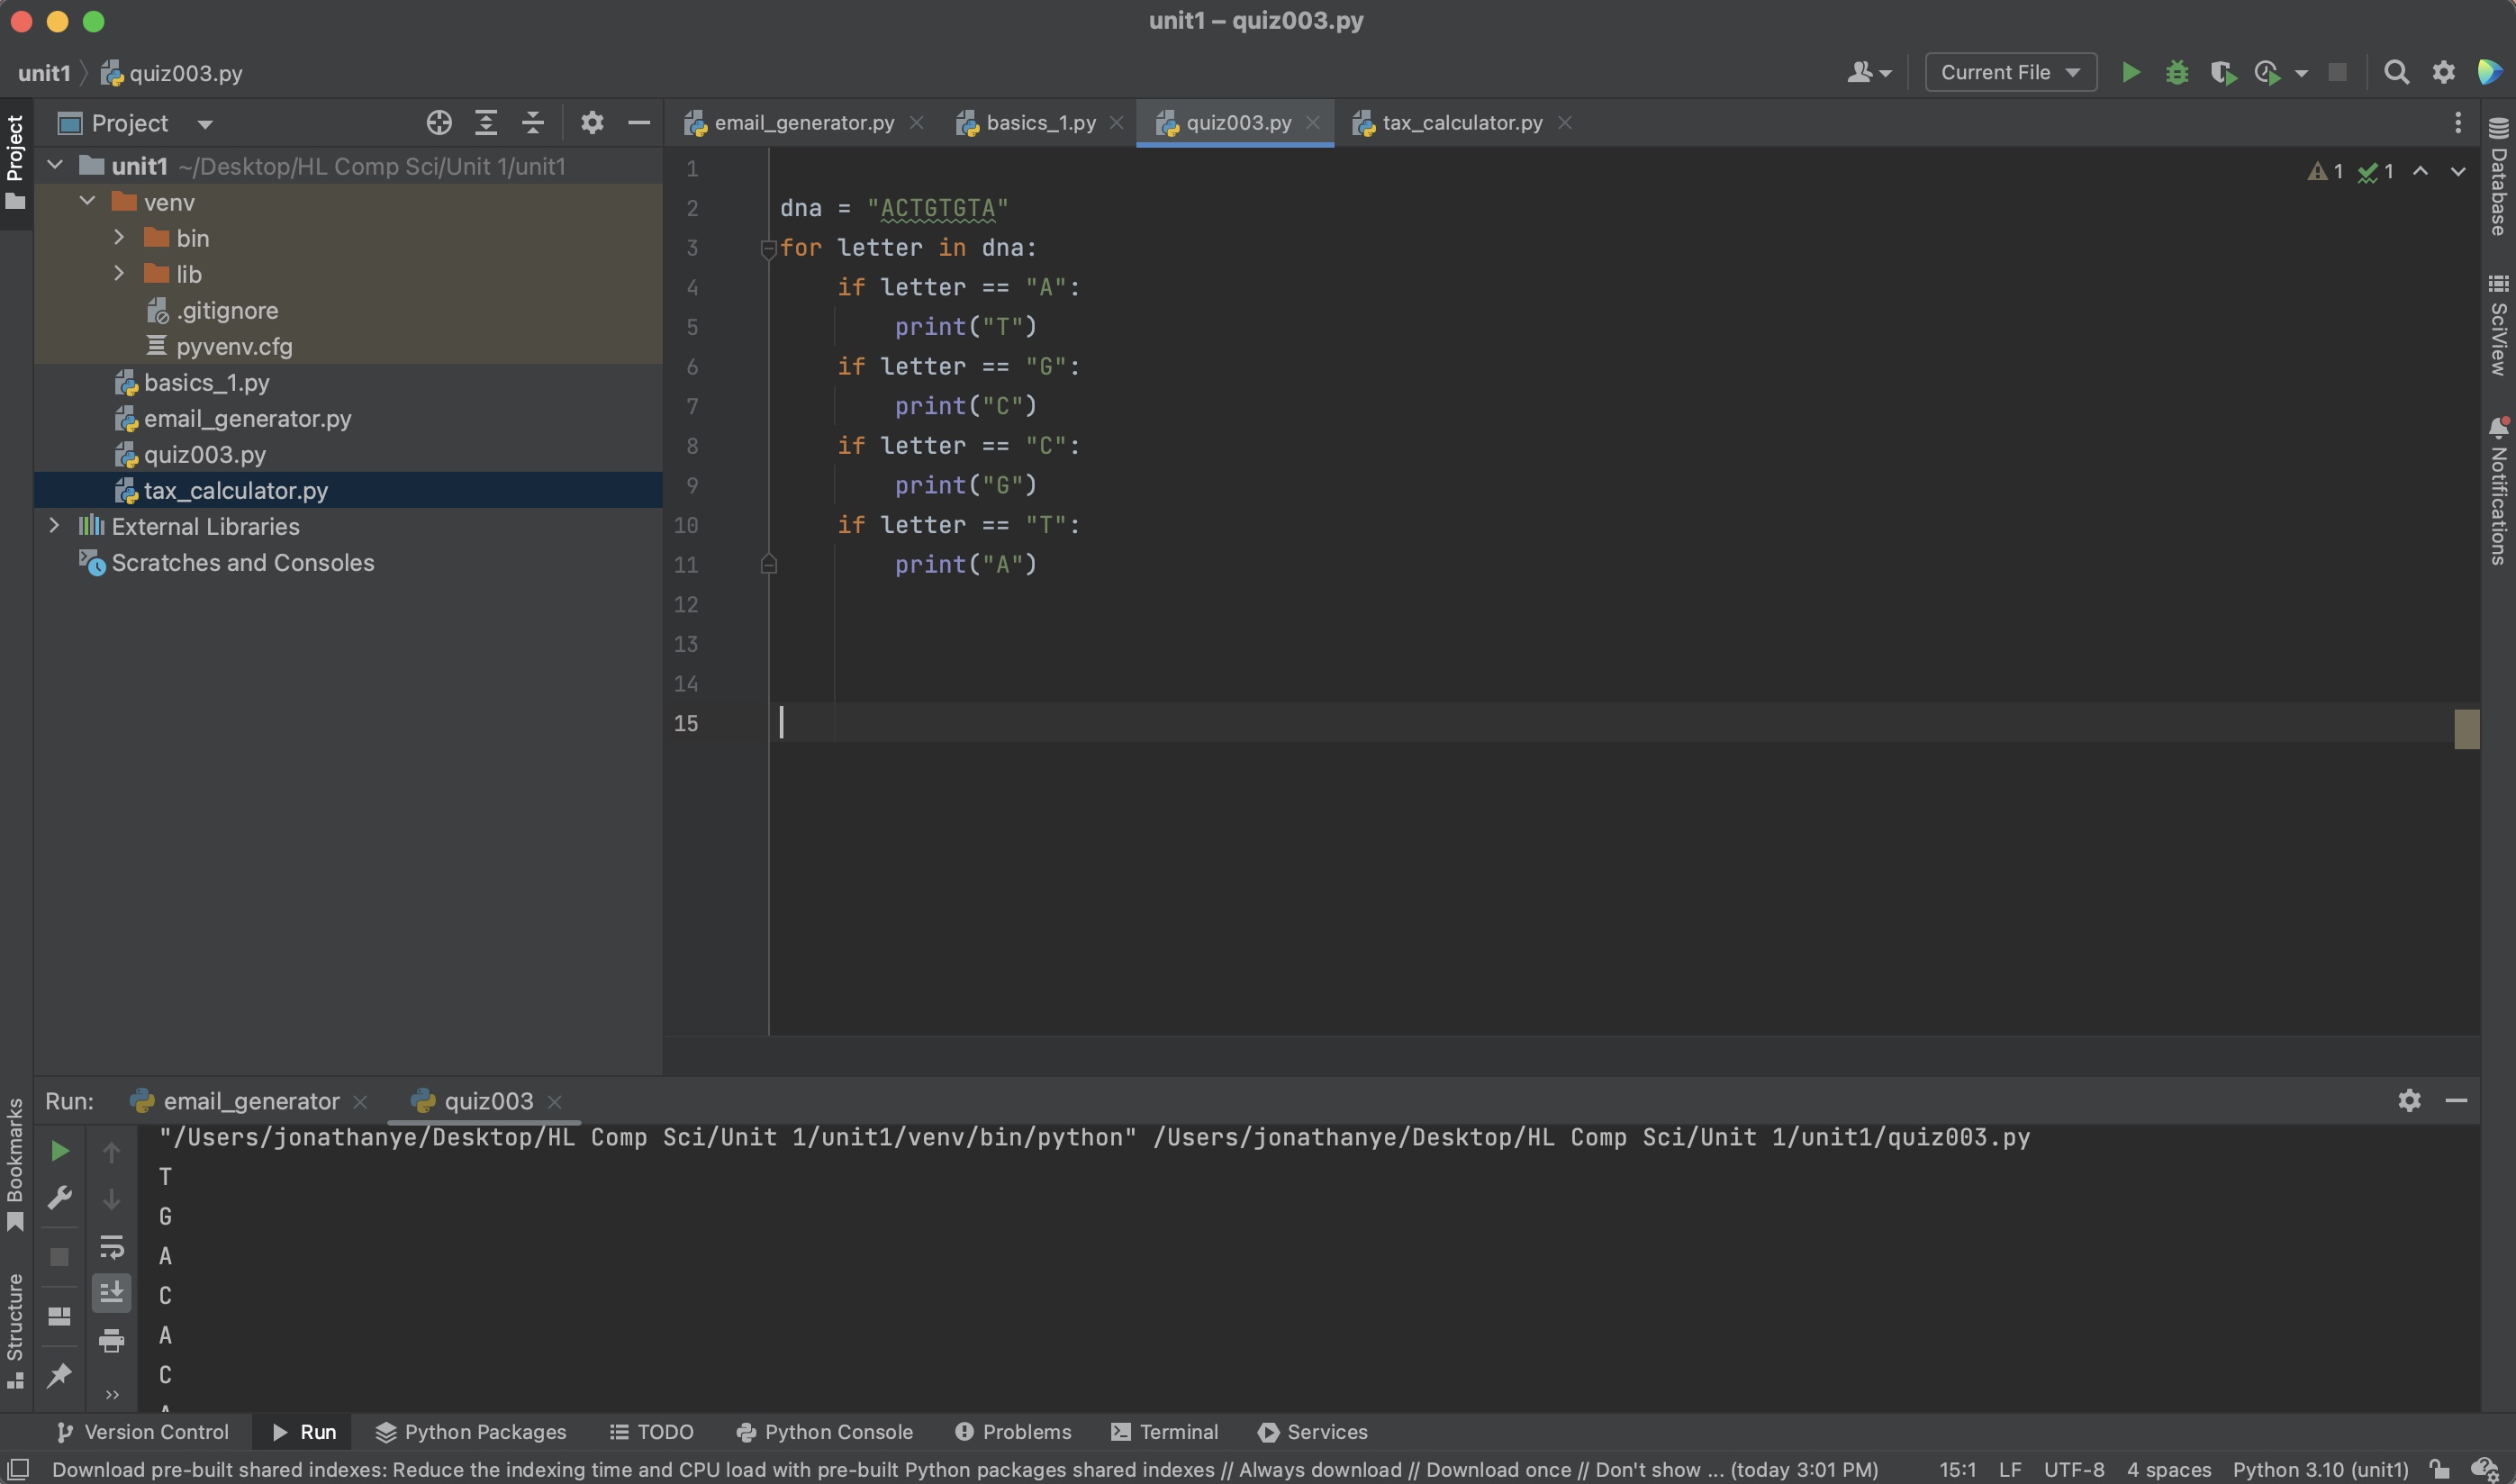 unit1 – quiz003.py
unit1 quiz003.py
Current File
Project
email_generator.py
basics_1.py
quiz003.py
tax_calculator.py
Project
unit1 ~/Desktop/HL Comp Sci/Unit 1/unit1
venv
bin
lib
.gitignore
pyvenv.cfg
basics_1.py
email_generator.py
quiz003.py
tax_calculator.py
External Libraries
Scratches and Consoles
1
2 dna = "ACTGTGTA"
3 for letter in dna:
4 if letter == "A":
5 print("T")
6 if letter == "G":
7 print("C")
8 if letter == "C":
9 print("G")
10 if letter == "T":
11 print("A")
12
13
14
15
1 1
Database
SciView
Notifications
Bookmarks
Structure
Run: email_generator quiz003
"/Users/jonathanye/Desktop/HL Comp Sci/Unit 1/unit1/venv/bin/python" /Users/jonathanye/Desktop/HL Comp Sci/Unit 1/unit1/quiz003.py
T
G
A
C
A
C
Version Control Run Python Packages TODO Python Console Problems Terminal Services
Download pre-built shared indexes: Reduce the indexing time and CPU load with pre-built Python packages shared indexes // Always download // Download once // Don't show ... (today 3:01 PM) 15:1 LF UTF-8 4 spaces Python 3.10 (unit1)